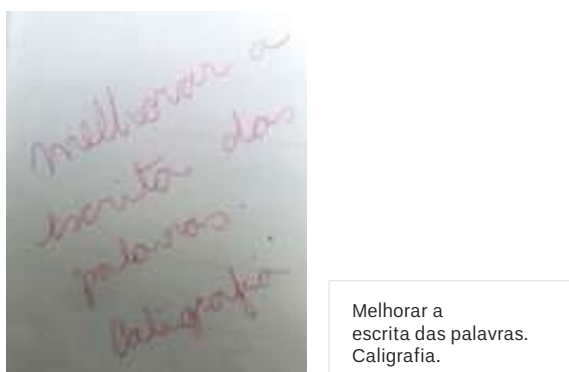 melhorar a
escrita das
palavras.
Caligrafia
Melhorar a
escrita das palavras.
Caligrafia.